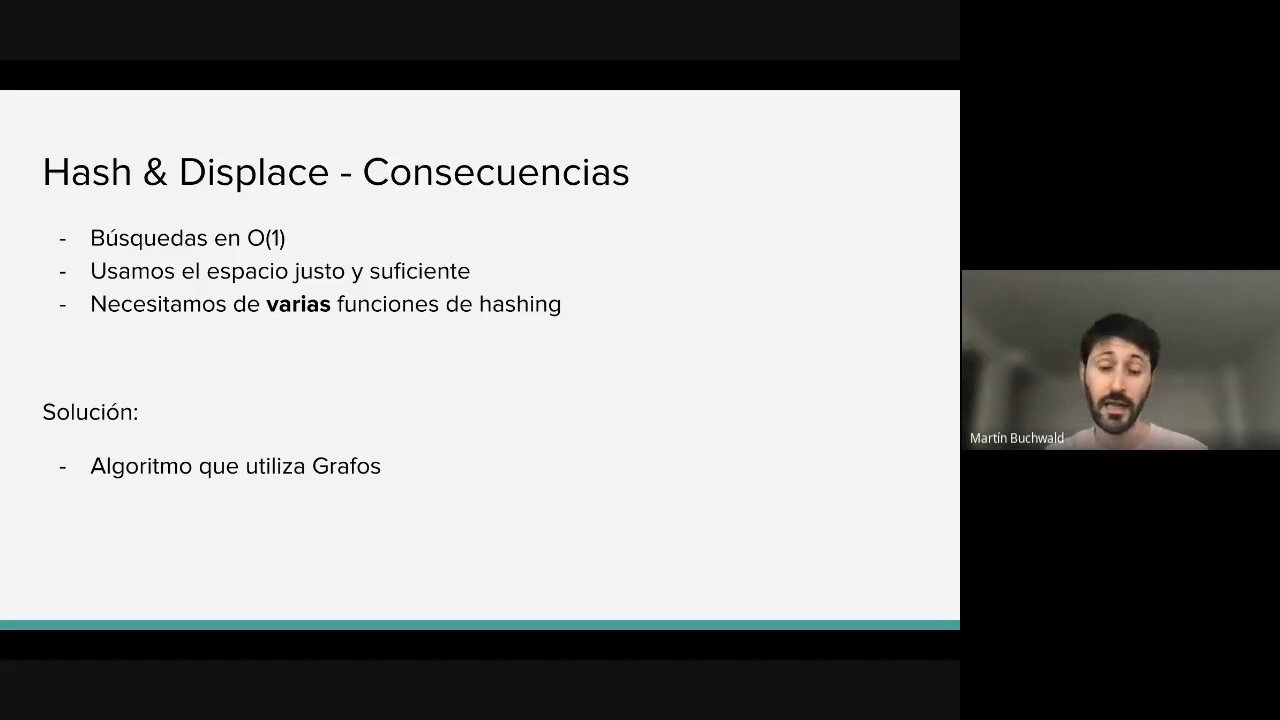 Hash & Displace - Consecuencias
- Búsquedas en O(1)
- Usamos el espacio justo y suficiente
- Necesitamos de varias funciones de hashing
Solución:
- Algoritmo que utiliza Grafos
Martín Buchwald